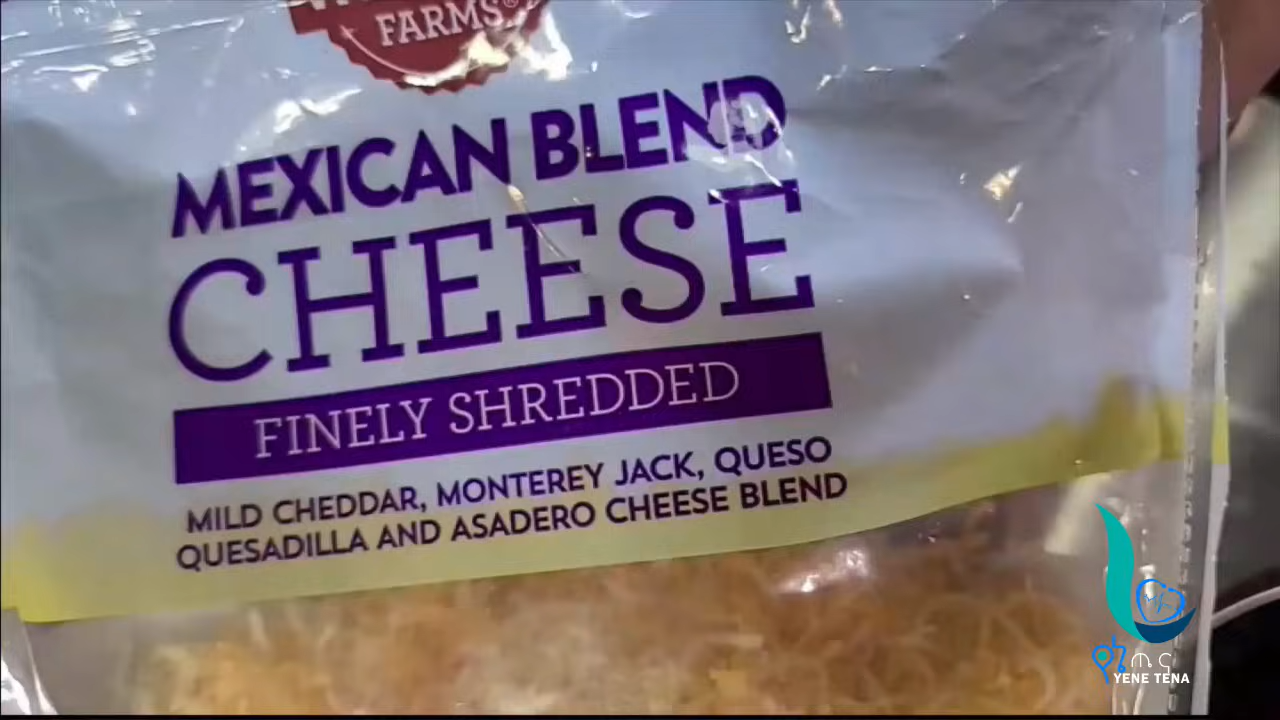 FARMS®
MEXICAN BLEND
CHEESE
FINELY SHREDDED
MILD CHEDDAR, MONTEREY JACK, QUESO
QUESADILLA AND ASADERO CHEESE BLEND
YENE TENA